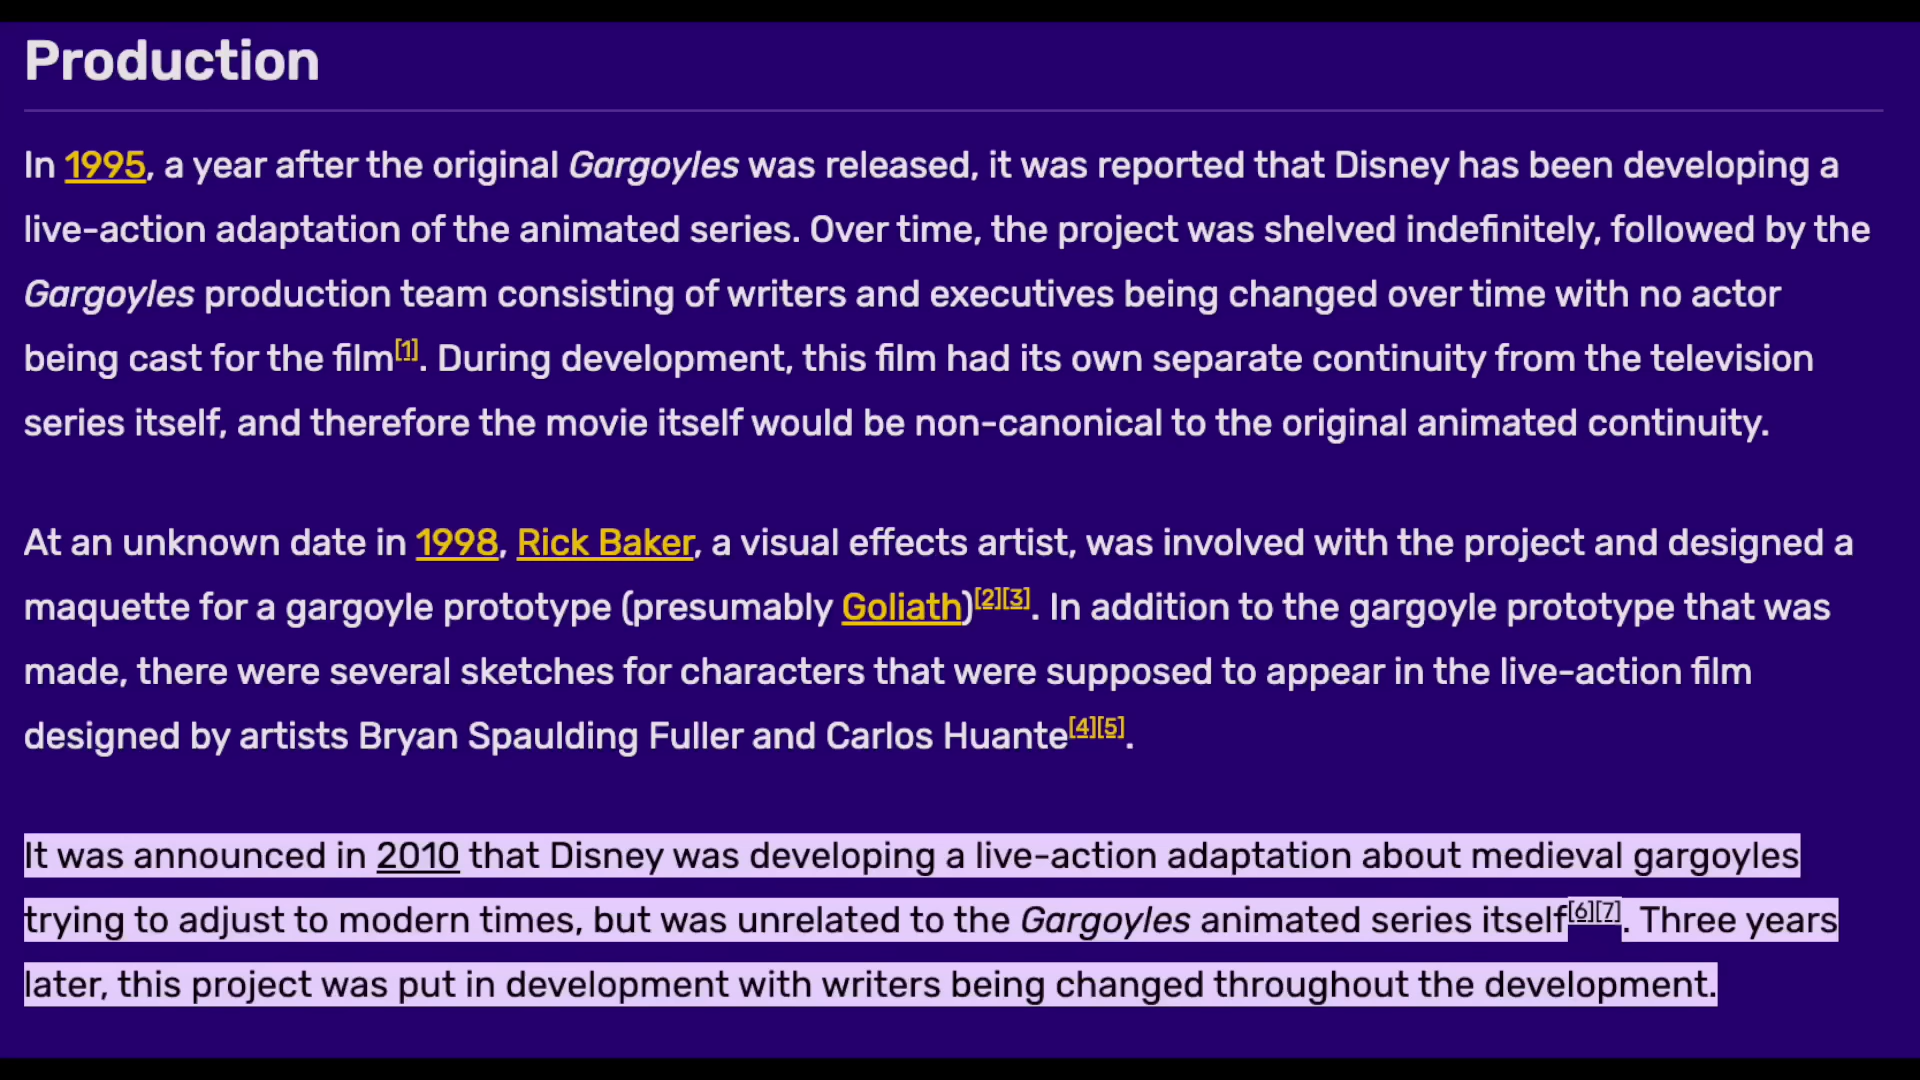 Production
In 1995, a year after the original Gargoyles was released, it was reported that Disney has been developing a
live-action adaptation of the animated series. Over time, the project was shelved indefinitely, followed by the
Gargoyles production team consisting of writers and executives being changed over time with no actor
being cast for the film[1]. During development, this film had its own separate continuity from the television
series itself, and therefore the movie itself would be non-canonical to the original animated continuity.
At an unknown date in 1998, Rick Baker, a visual effects artist, was involved with the project and designed a
maquette for a gargoyle prototype (presumably Goliath)[2][3]. In addition to the gargoyle prototype that was
made, there were several sketches for characters that were supposed to appear in the live-action film
designed by artists Bryan Spaulding Fuller and Carlos Huante[4][5].
It was announced in 2010 that Disney was developing a live-action adaptation about medieval gargoyles
trying to adjust to modern times, but was unrelated to the Gargoyles animated series itself[6][7]. Three years
later, this project was put in development with writers being changed throughout the development.